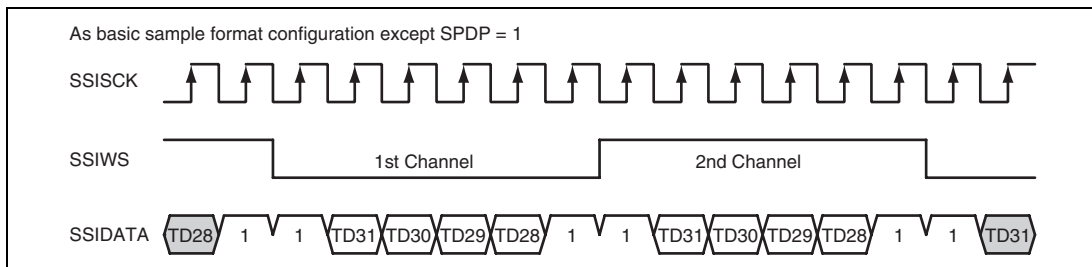 As basic sample format configuration except SPDP = 1
SSISCK
SSIWS 1st Channel 2nd Channel
SSIDATA TD28 1 1 TD31 TD30 TD29 TD28 1 1 TD31 TD30 TD29 TD28 1 1 TD31